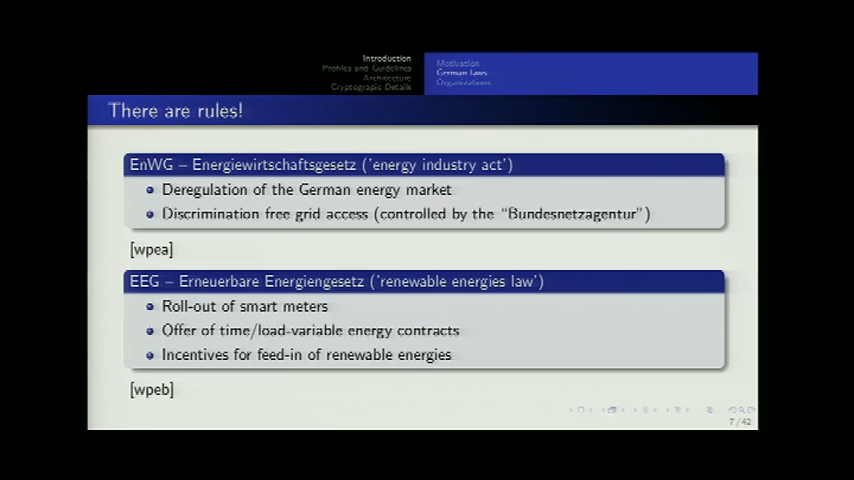 Introduction
Profiles and Guidelines
Architecture
Cryptograpic Details
Motivation
German laws
Organizations
There are rules!
EnWG – Energiewirtschaftsgesetz ('energy industry act')
Deregulation of the German energy market
Discrimination free grid access (controlled by the “Bundesnetzagentur”)
[wpea]
EEG – Erneuerbare Energiengesetz ('renewable energies law')
Roll-out of smart meters
Offer of time/load-variable energy contracts
Incentives for feed-in of renewable energies
[wpeb]
7 / 42